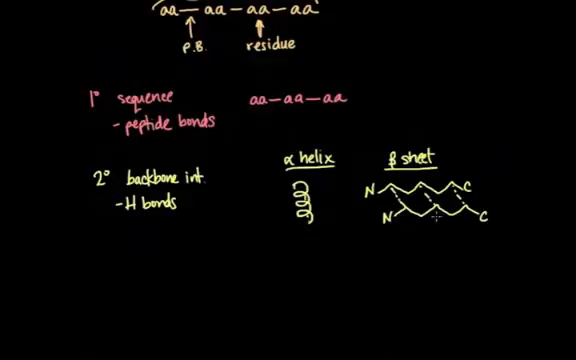 aa — aa — aa — aa
P.B. residue
1° sequence aa — aa — aa
- peptide bonds
α helix β sheet
2° backbone int.
- H bonds
N C
N C